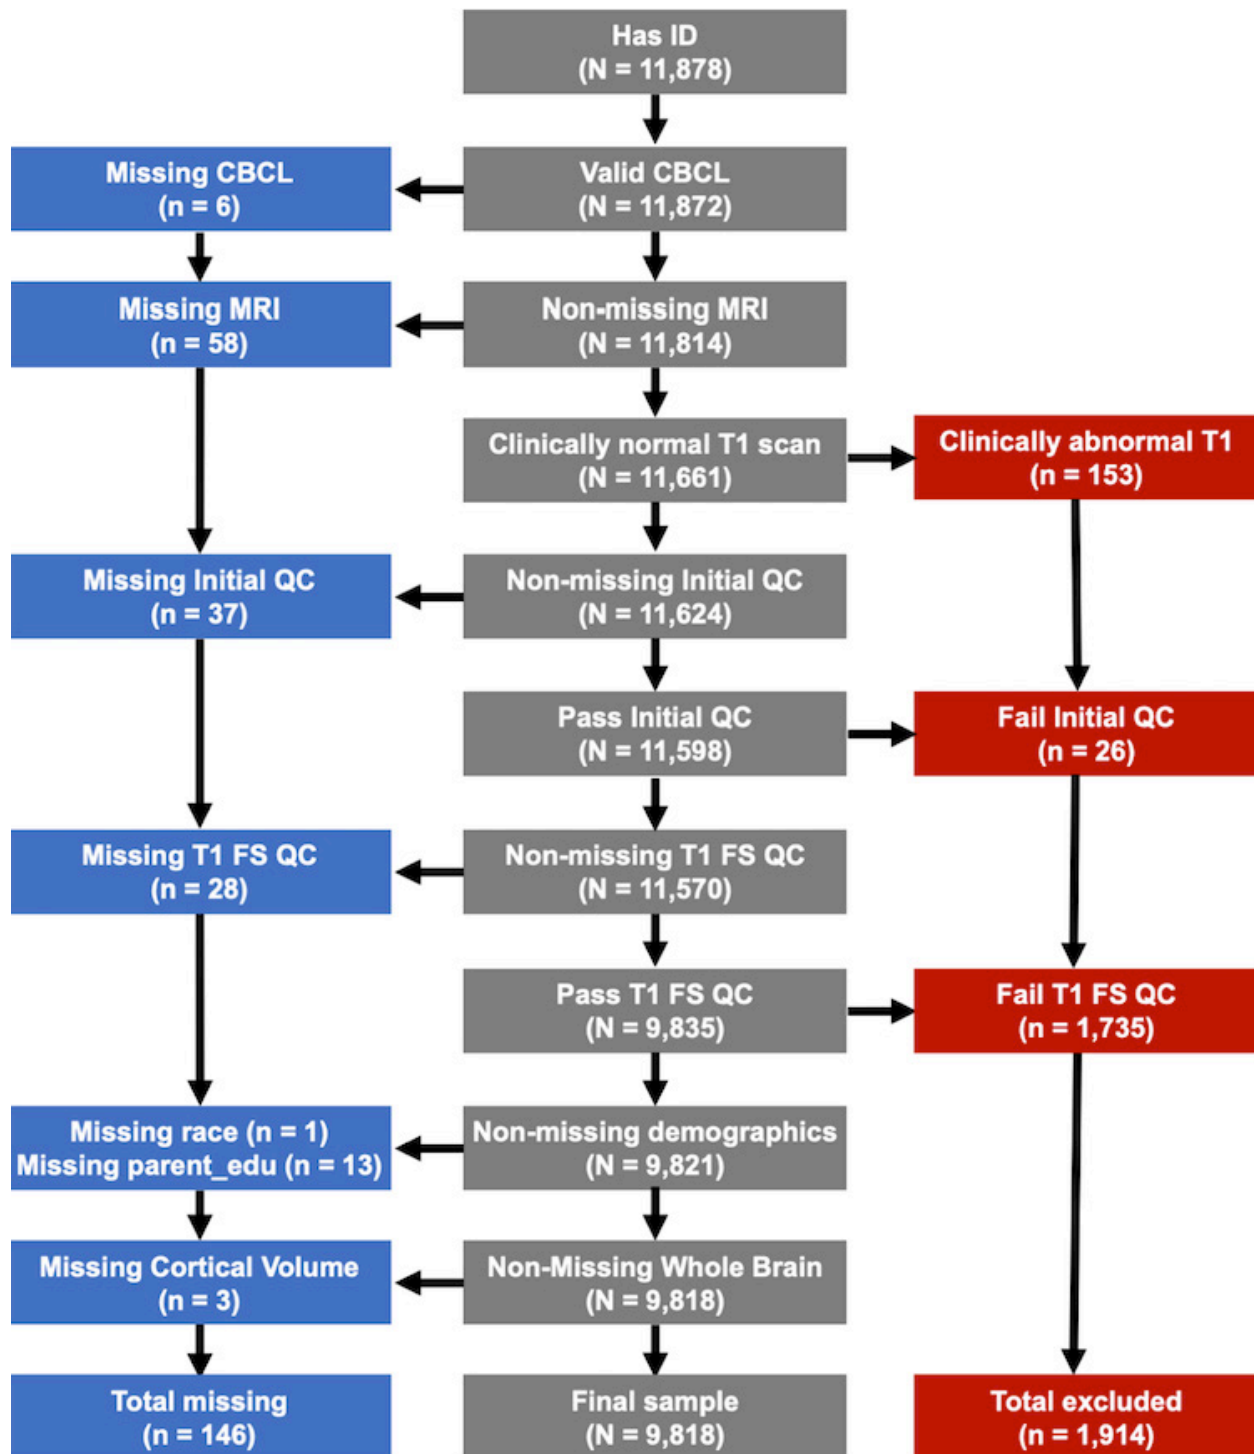 Has ID
(N = 11,878)
Missing CBCL
(n = 6)
Valid CBCL
(N = 11,872)
Missing MRI
(n = 58)
Non-missing MRI
(N = 11,814)
Clinically normal T1 scan
(N = 11,661)
Clinically abnormal T1
(n = 153)
Missing Initial QC
(n = 37)
Non-missing Initial QC
(N = 11,624)
Pass Initial QC
(N = 11,598)
Fail Initial QC
(n = 26)
Missing T1 FS QC
(n = 28)
Non-missing T1 FS QC
(N = 11,570)
Pass T1 FS QC
(N = 9,835)
Fail T1 FS QC
(n = 1,735)
Missing race (n = 1)
Missing parent_edu (n = 13)
Non-missing demographics
(N = 9,821)
Missing Cortical Volume
(n = 3)
Non-Missing Whole Brain
(N = 9,818)
Total missing
(n = 146)
Final sample
(N = 9,818)
Total excluded
(n = 1,914)